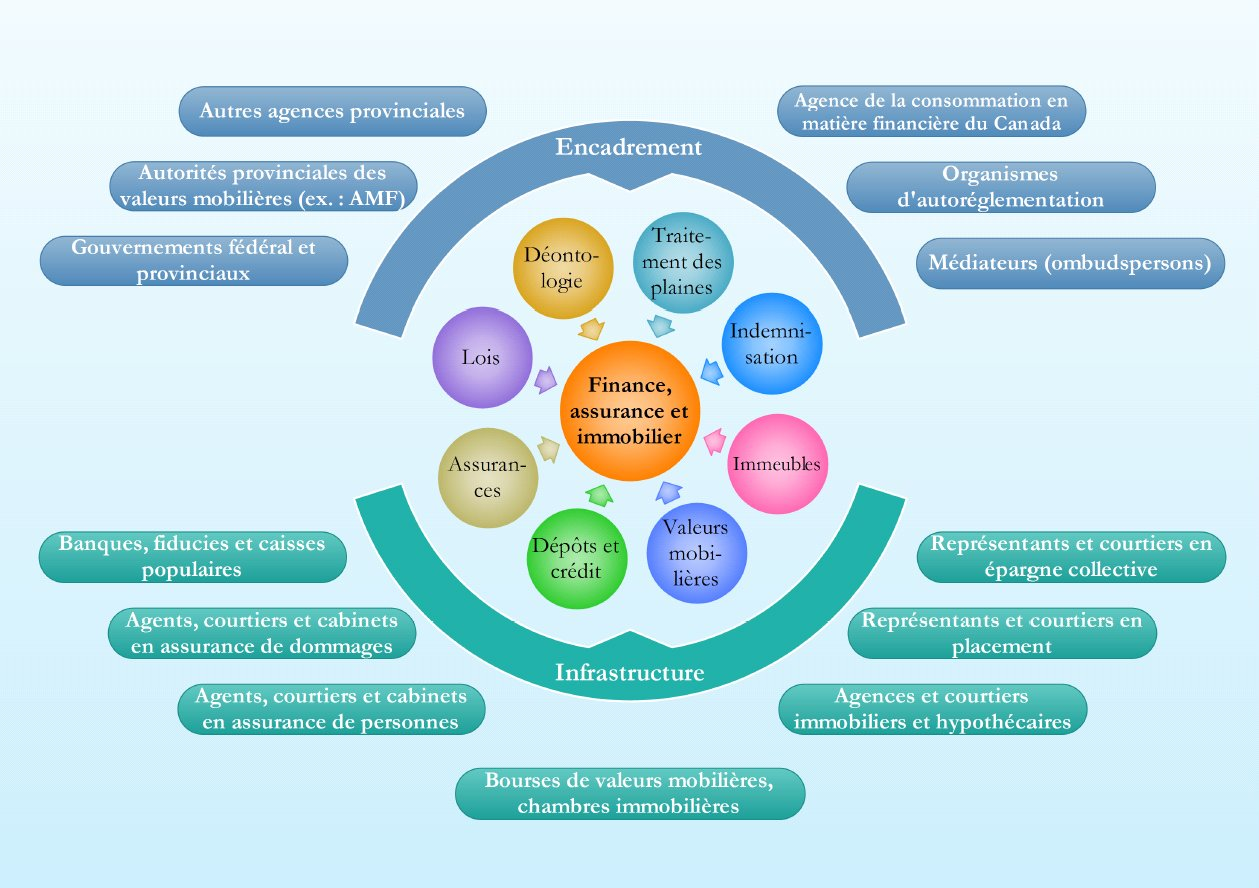 Autres agences provinciales
Agence de la consommation en
matière financière du Canada
Encadrement
Autorités provinciales des
valeurs mobilières (ex. : AMF)
Organismes
d'autoréglementation
Gouvernements fédéral et
provinciaux
Médiateurs (ombudspersons)
Déonto-
logie
Traite-
ment des
plaines
Lois
Indemni-
sation
Finance,
assurance et
immobilier
Assuran-
ces
Immeubles
Dépôts et
crédit
Valeurs
mobi-
lières
Banques, fiducies et caisses
populaires
Représentants et courtiers en
épargne collective
Agents, courtiers et cabinets
en assurance de dommages
Représentants et courtiers en
placement
Infrastructure
Agents, courtiers et cabinets
en assurance de personnes
Agences et courtiers
immobiliers et hypothécaires
Bourses de valeurs mobilières,
chambres immobilières